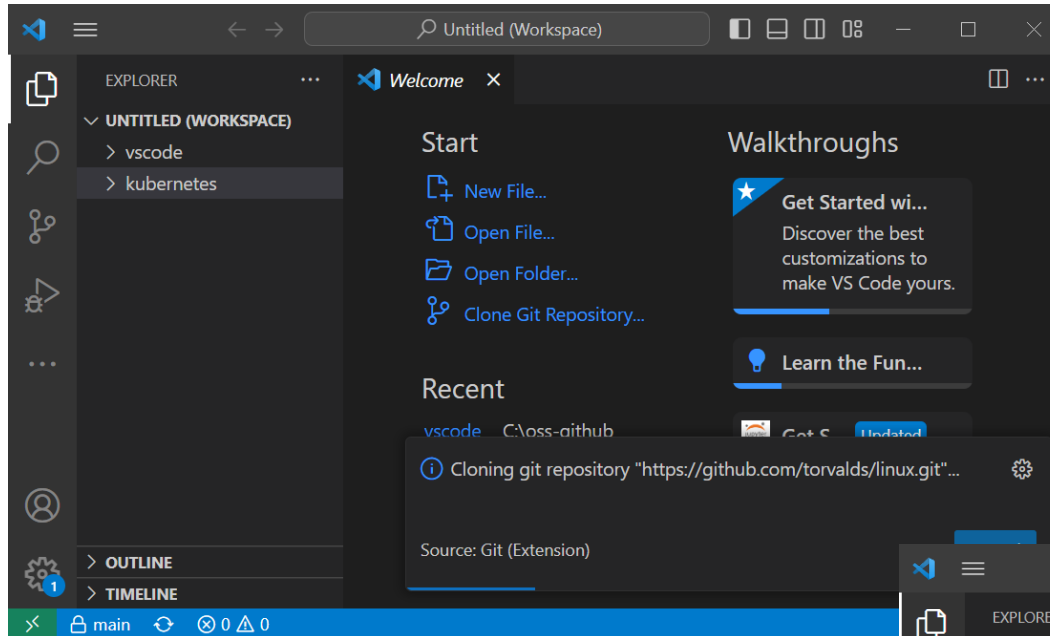 Untitled (Workspace)
EXPLORER
Welcome
UNTITLED (WORKSPACE)
vscode
kubernetes
Start
New File...
Open File...
Open Folder...
Clone Git Repository...
Recent
vscode C:\oss-github
Walkthroughs
Get Started wi...
Discover the best
customizations to
make VS Code yours.
Learn the Fun...
Get S... Updated
Cloning git repository "https://github.com/torvalds/linux.git"...
Source: Git (Extension)
OUTLINE
TIMELINE
1
main 0 0
EXPLORE